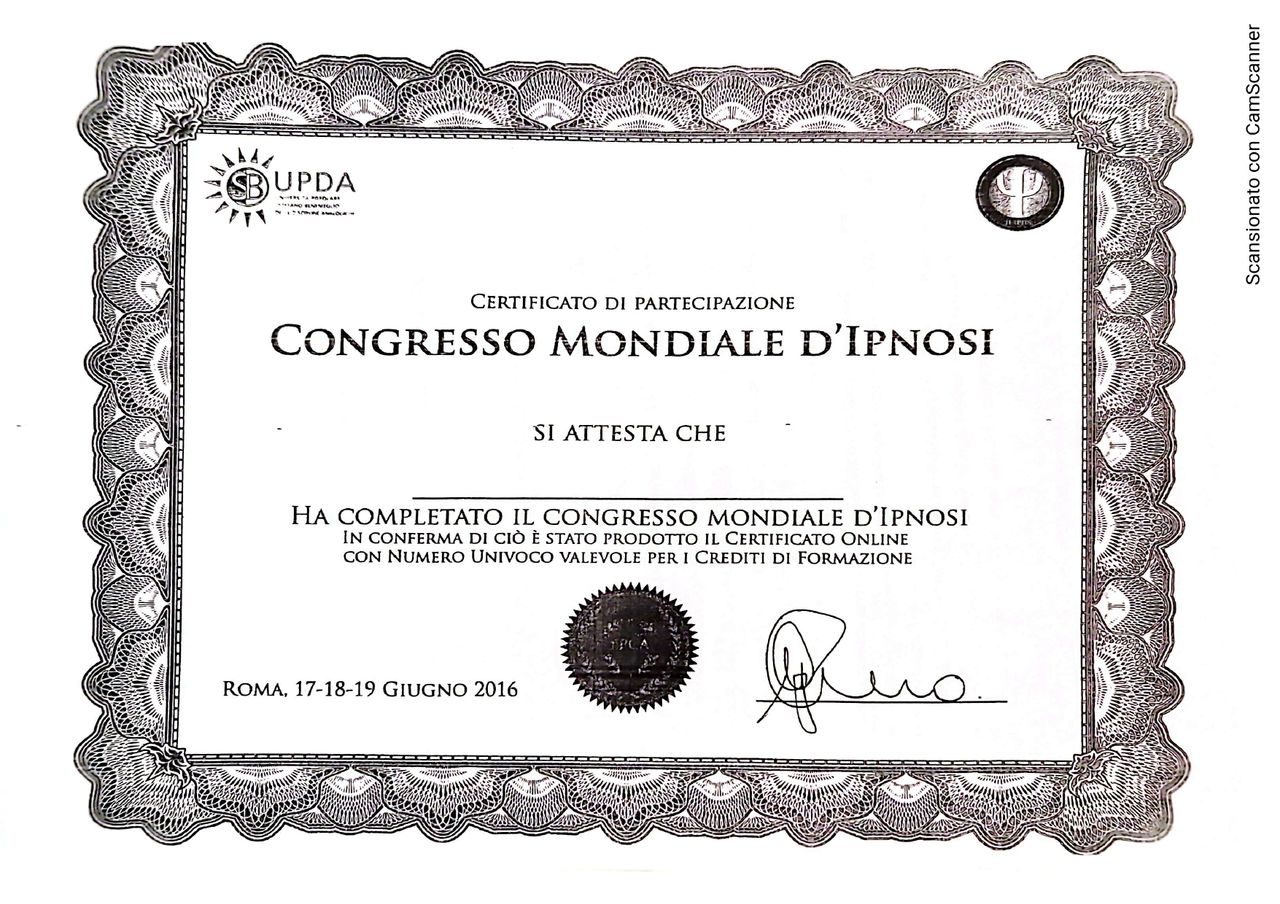 UPDA
Certificato di partecipazione
Congresso Mondiale d'Ipnosi
si attesta che
Ha completato il congresso mondiale d'Ipnosi
In conferma di ciò è stato prodotto il Certificato Online
con Numero Univoco valevole per i Crediti di Formazione
Roma, 17-18-19 Giugno 2016
Scansionato con CamScanner